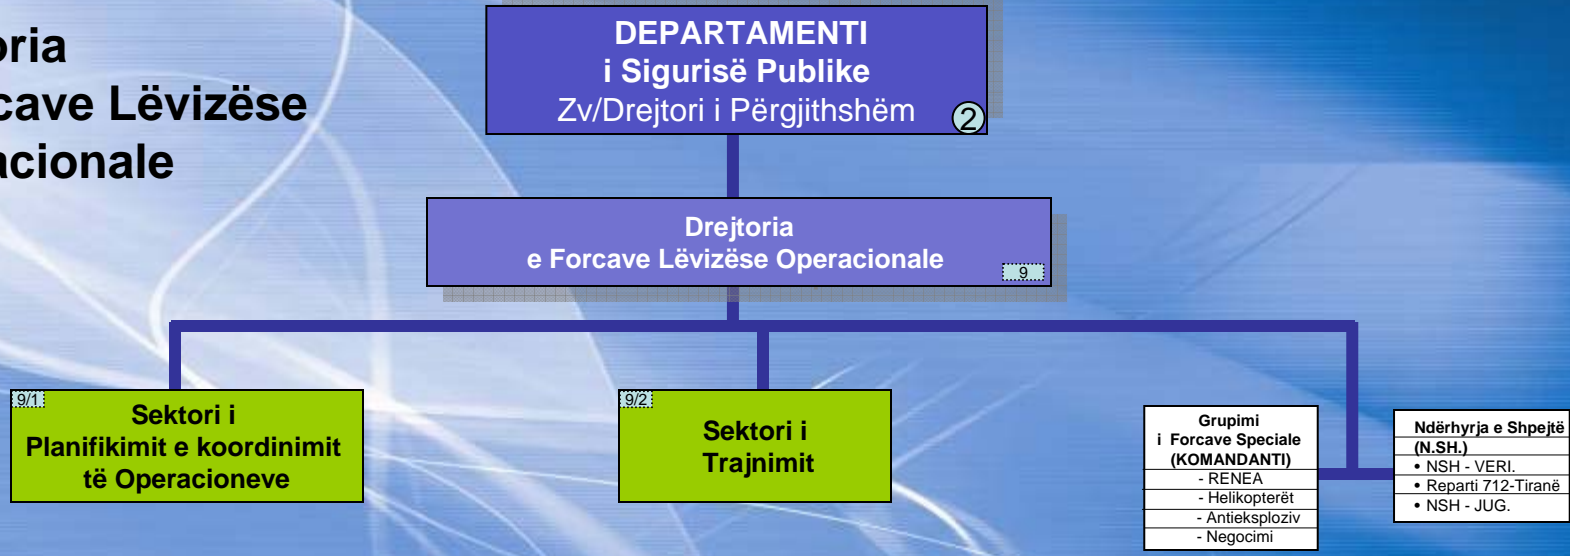 oria
rcave Lëvizëse
acionale
DEPARTAMENTI
i Sigurisë Publike
Zv/Drejtori i Përgjithshëm
2
Drejtoria
e Forcave Lëvizëse Operacionale
9
9/1
Sektori i
Planifikimit e koordinimit
të Operacioneve
9/2
Sektori i
Trajnimit
Grupimi
i Forcave Speciale
(KOMANDANTI)
- RENEA
- Helikopterët
- Antieksploziv
- Negocimi
Ndërhyrja e Shpejtë
(N.SH.)
• NSH - VERI.
• Reparti 712-Tiranë
• NSH - JUG.